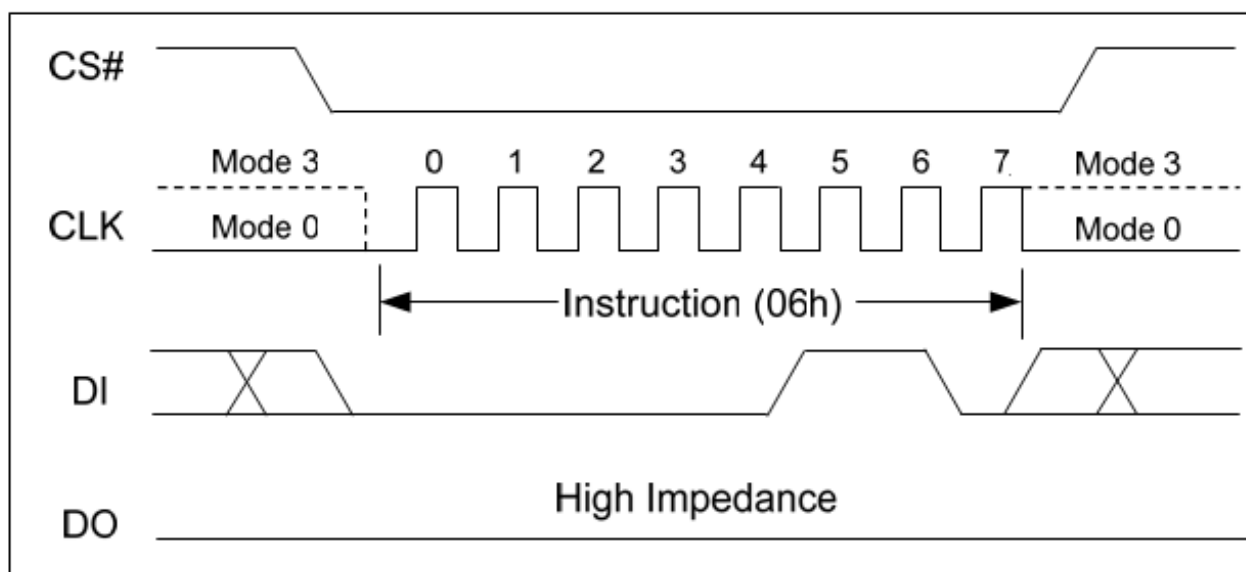 CS#
Mode 3 0 1 2 3 4 5 6 7 Mode 3
CLK Mode 0 Mode 0
Instruction (06h)
DI
High Impedance
DO